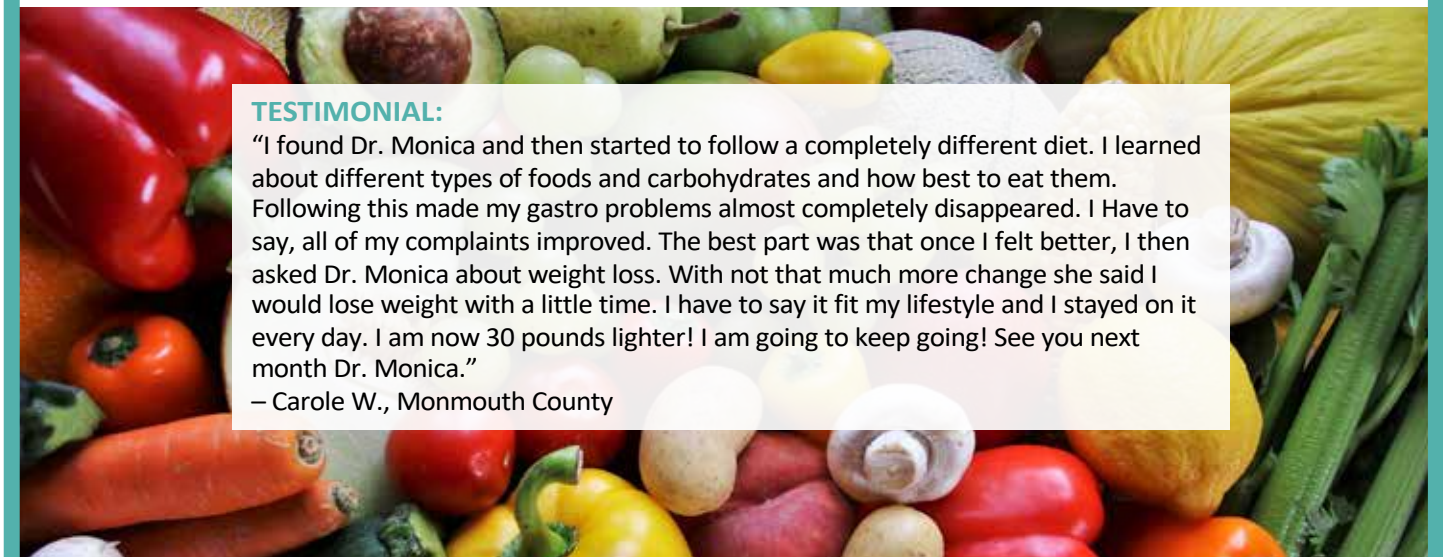 TESTIMONIAL:
“I found Dr. Monica and then started to follow a completely different diet. I learned
about different types of foods and carbohydrates and how best to eat them.
Following this made my gastro problems almost completely disappeared. I Have to
say, all of my complaints improved. The best part was that once I felt better, I then
asked Dr. Monica about weight loss. With not that much more change she said I
would lose weight with a little time. I have to say it fit my lifestyle and I stayed on it
every day. I am now 30 pounds lighter! I am going to keep going! See you next
month Dr. Monica.”
– Carole W., Monmouth County